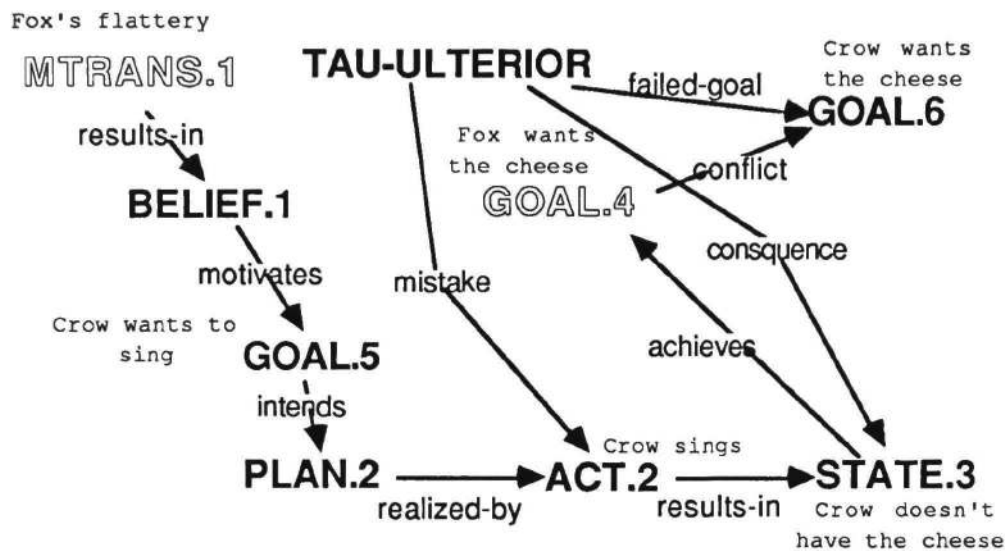 Fox's flattery
MTRANS.1
TAU-ULTERIOR
Crow wants
the cheese
failed-goal
GOAL.6
results-in
Fox wants
the cheese
conflict
BELIEF.1
GOAL.4
motivates
mistake
consquence
Crow wants to
sing
GOAL.5
achieves
intends
Crow sings
PLAN.2
ACT.2
STATE.3
realized-by
results-in
Crow doesn't
have the cheese